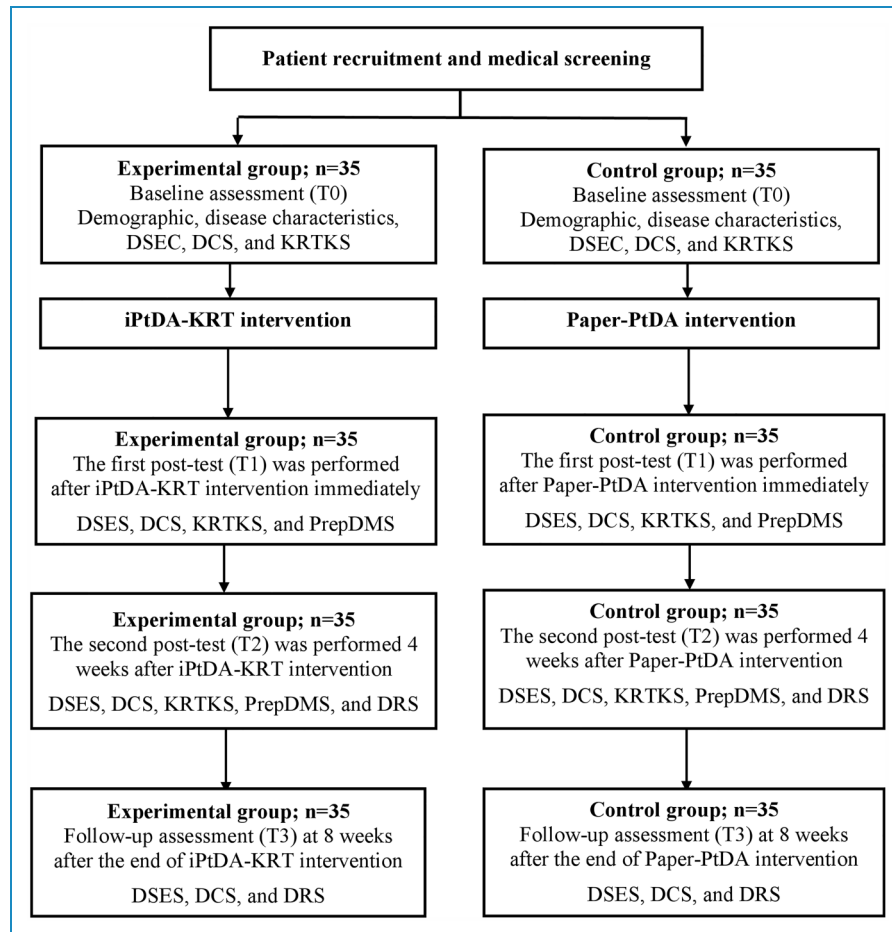 Patient recruitment and medical screening
Experimental group; n=35
Baseline assessment (T0)
Demographic, disease characteristics,
DSEC, DCS, and KRTKS
Control group; n=35
Baseline assessment (T0)
Demographic, disease characteristics,
DSEC, DCS, and KRTKS
iPtDA-KRT intervention
Paper-PtDA intervention
Experimental group; n=35
The first post-test (T1) was performed
after iPtDA-KRT intervention immediately
DSES, DCS, KRTKS, and PrepDMS
Control group; n=35
The first post-test (T1) was performed
after Paper-PtDA intervention immediately
DSES, DCS, KRTKS, and PrepDMS
Experimental group; n=35
The second post-test (T2) was performed 4
weeks after iPtDA-KRT intervention
DSES, DCS, KRTKS, PrepDMS, and DRS
Control group; n=35
The second post-test (T2) was performed 4
weeks after Paper-PtDA intervention
DSES, DCS, KRTKS, PrepDMS, and DRS
Experimental group; n=35
Follow-up assessment (T3) at 8 weeks
after the end of iPtDA-KRT intervention
DSES, DCS, and DRS
Control group; n=35
Follow-up assessment (T3) at 8 weeks
after the end of Paper-PtDA intervention
DSES, DCS, and DRS